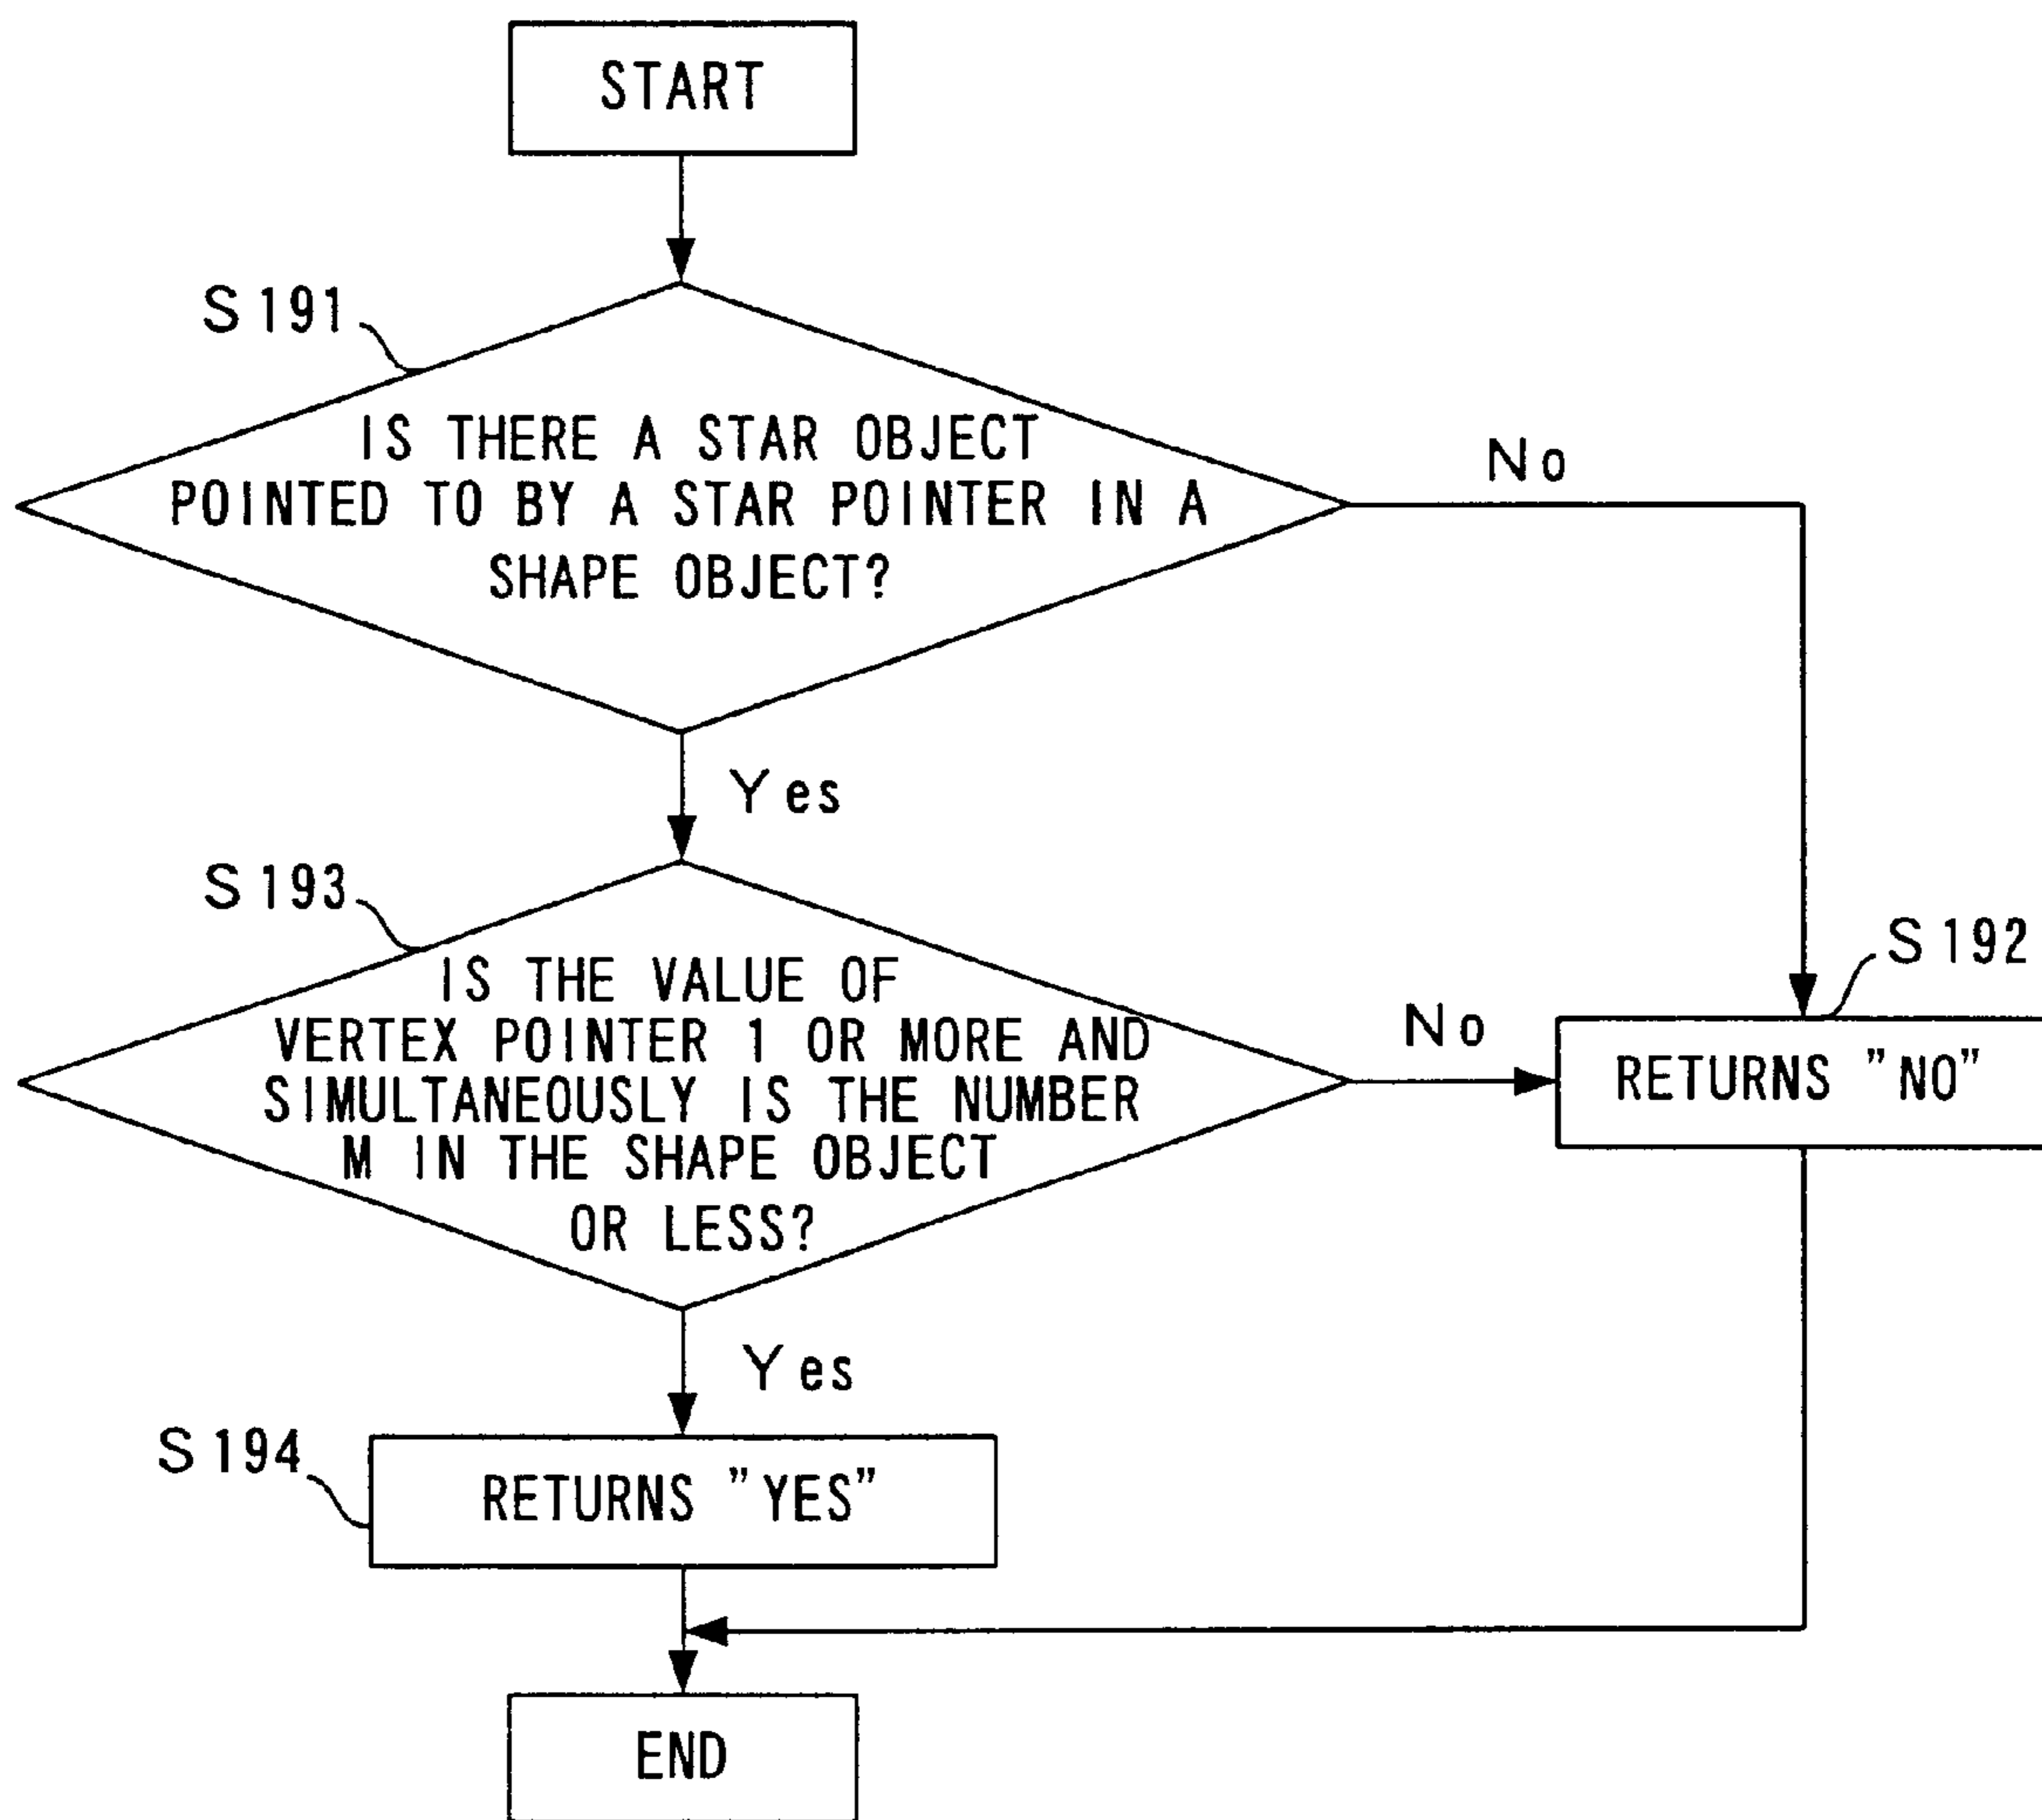 START
S191
IS THERE A STAR OBJECT
POINTED TO BY A STAR POINTER IN A
SHAPE OBJECT?
No
Yes
S193
IS THE VALUE OF
VERTEX POINTER 1 OR MORE AND
SIMULTANEOUSLY IS THE NUMBER
M IN THE SHAPE OBJECT
OR LESS?
No
S192
RETURNS "NO"
Yes
S194
RETURNS "YES"
END